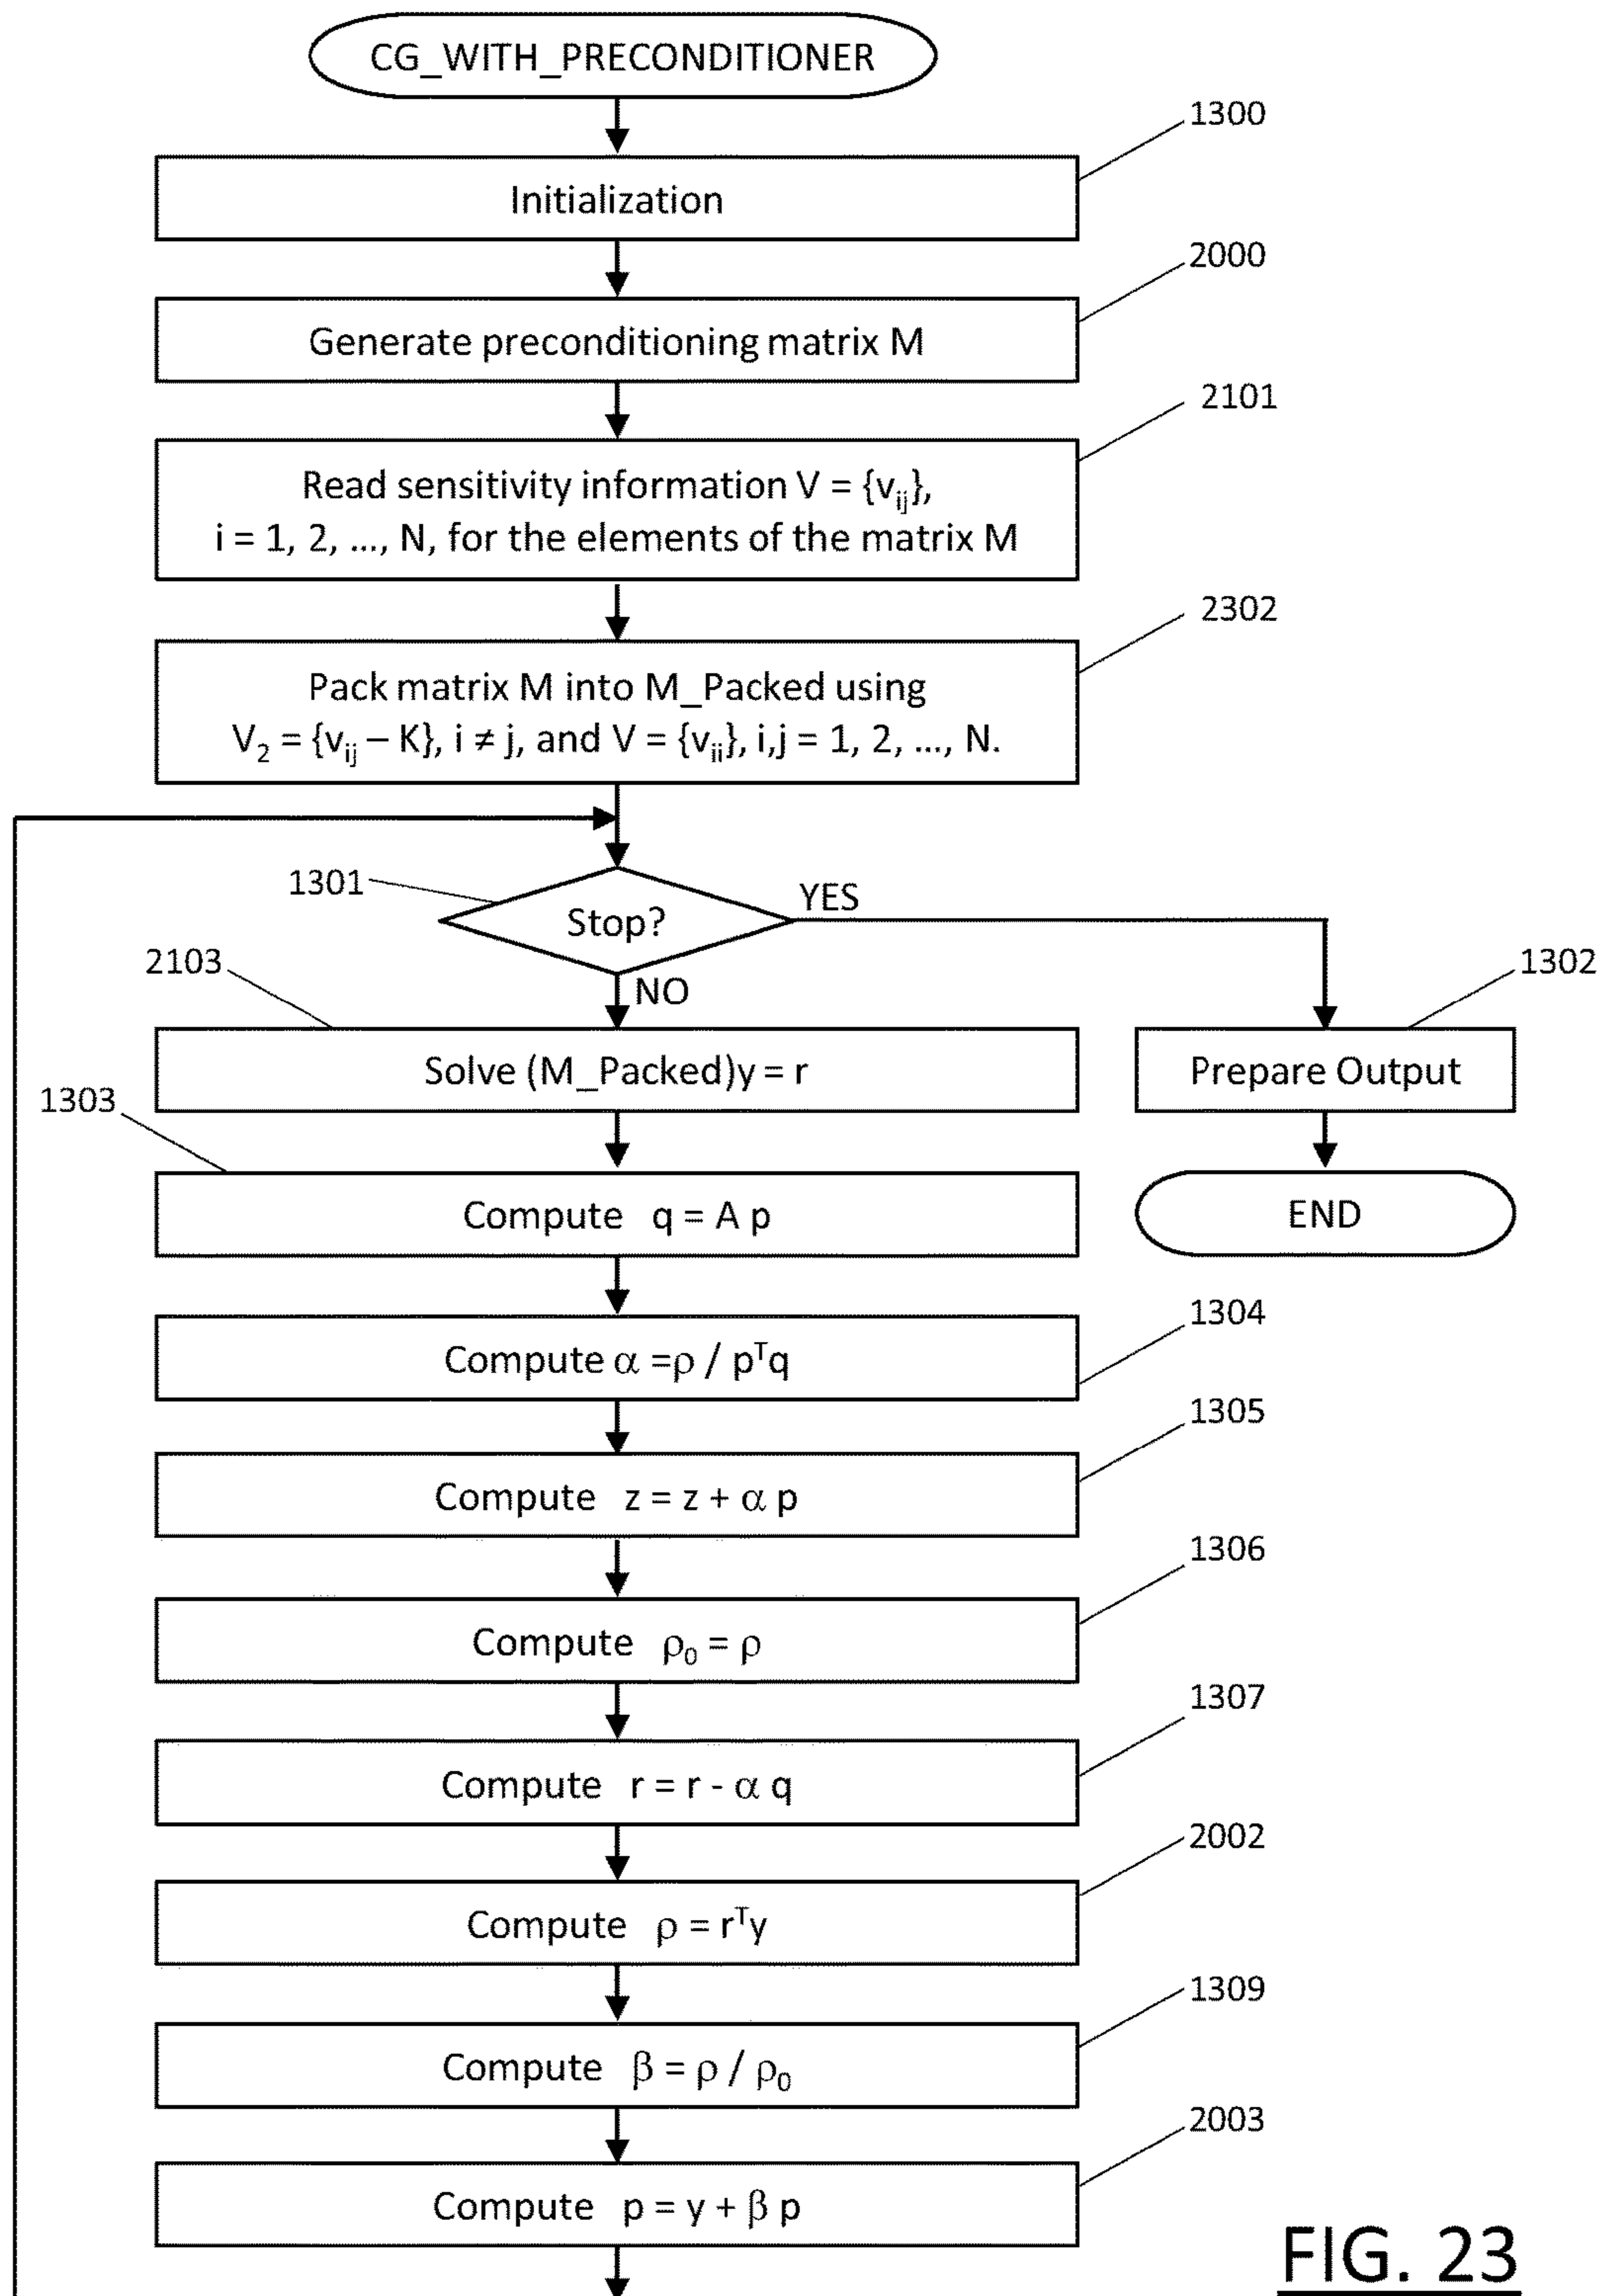 CG_WITH_PRECONDITIONER
1300
Initialization
2000
Generate preconditioning matrix M
2101
Read sensitivity information V = {v_ij},
i = 1, 2, ..., N, for the elements of the matrix M
2302
Pack matrix M into M_Packed using
V₂ = {v_ij – K}, i ≠ j, and V = {v_ii}, i,j = 1, 2, ..., N.
1301
Stop?
YES
NO
2103
1302
Solve (M_Packed)y = r
Prepare Output
1303
Compute q = A p
END
1304
Compute α =ρ / pᵀq
1305
Compute z = z + α p
1306
Compute ρ₀ = ρ
1307
Compute r = r - α q
2002
Compute ρ = rᵀy
1309
Compute β = ρ / ρ₀
2003
Compute p = y + β p
FIG. 23